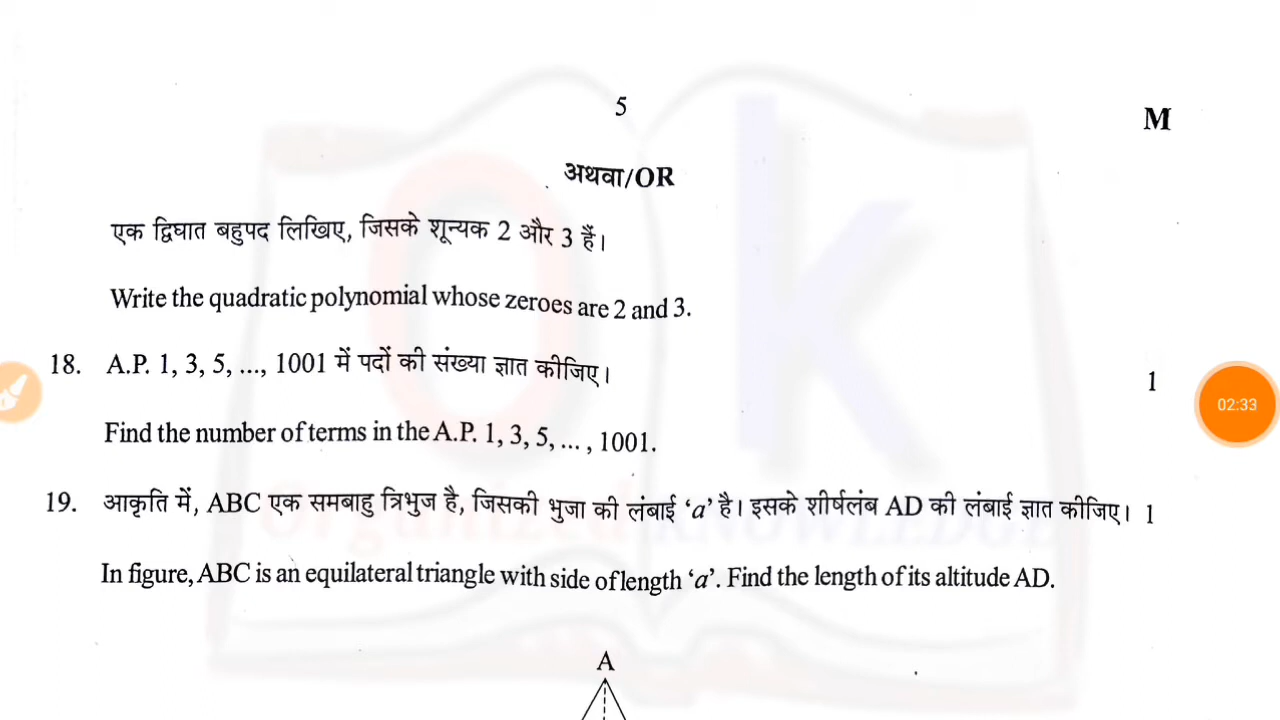 5
M
अथवा/OR
एक द्विघात बहुपद लिखिए, जिसके शून्यक 2 और 3 हैं।
Write the quadratic polynomial whose zeroes are 2 and 3.
18. A.P. 1, 3, 5, ..., 1001 में पदों की संख्या ज्ञात कीजिए। 1
02:33
Find the number of terms in the A.P. 1, 3, 5, ... , 1001.
19. आकृति में, ABC एक समबाहु त्रिभुज है, जिसकी भुजा की लंबाई ‘a’ है। इसके शीर्षलंब AD की लंबाई ज्ञात कीजिए। 1
In figure, ABC is an equilateral triangle with side of length ‘a’. Find the length of its altitude AD.
A